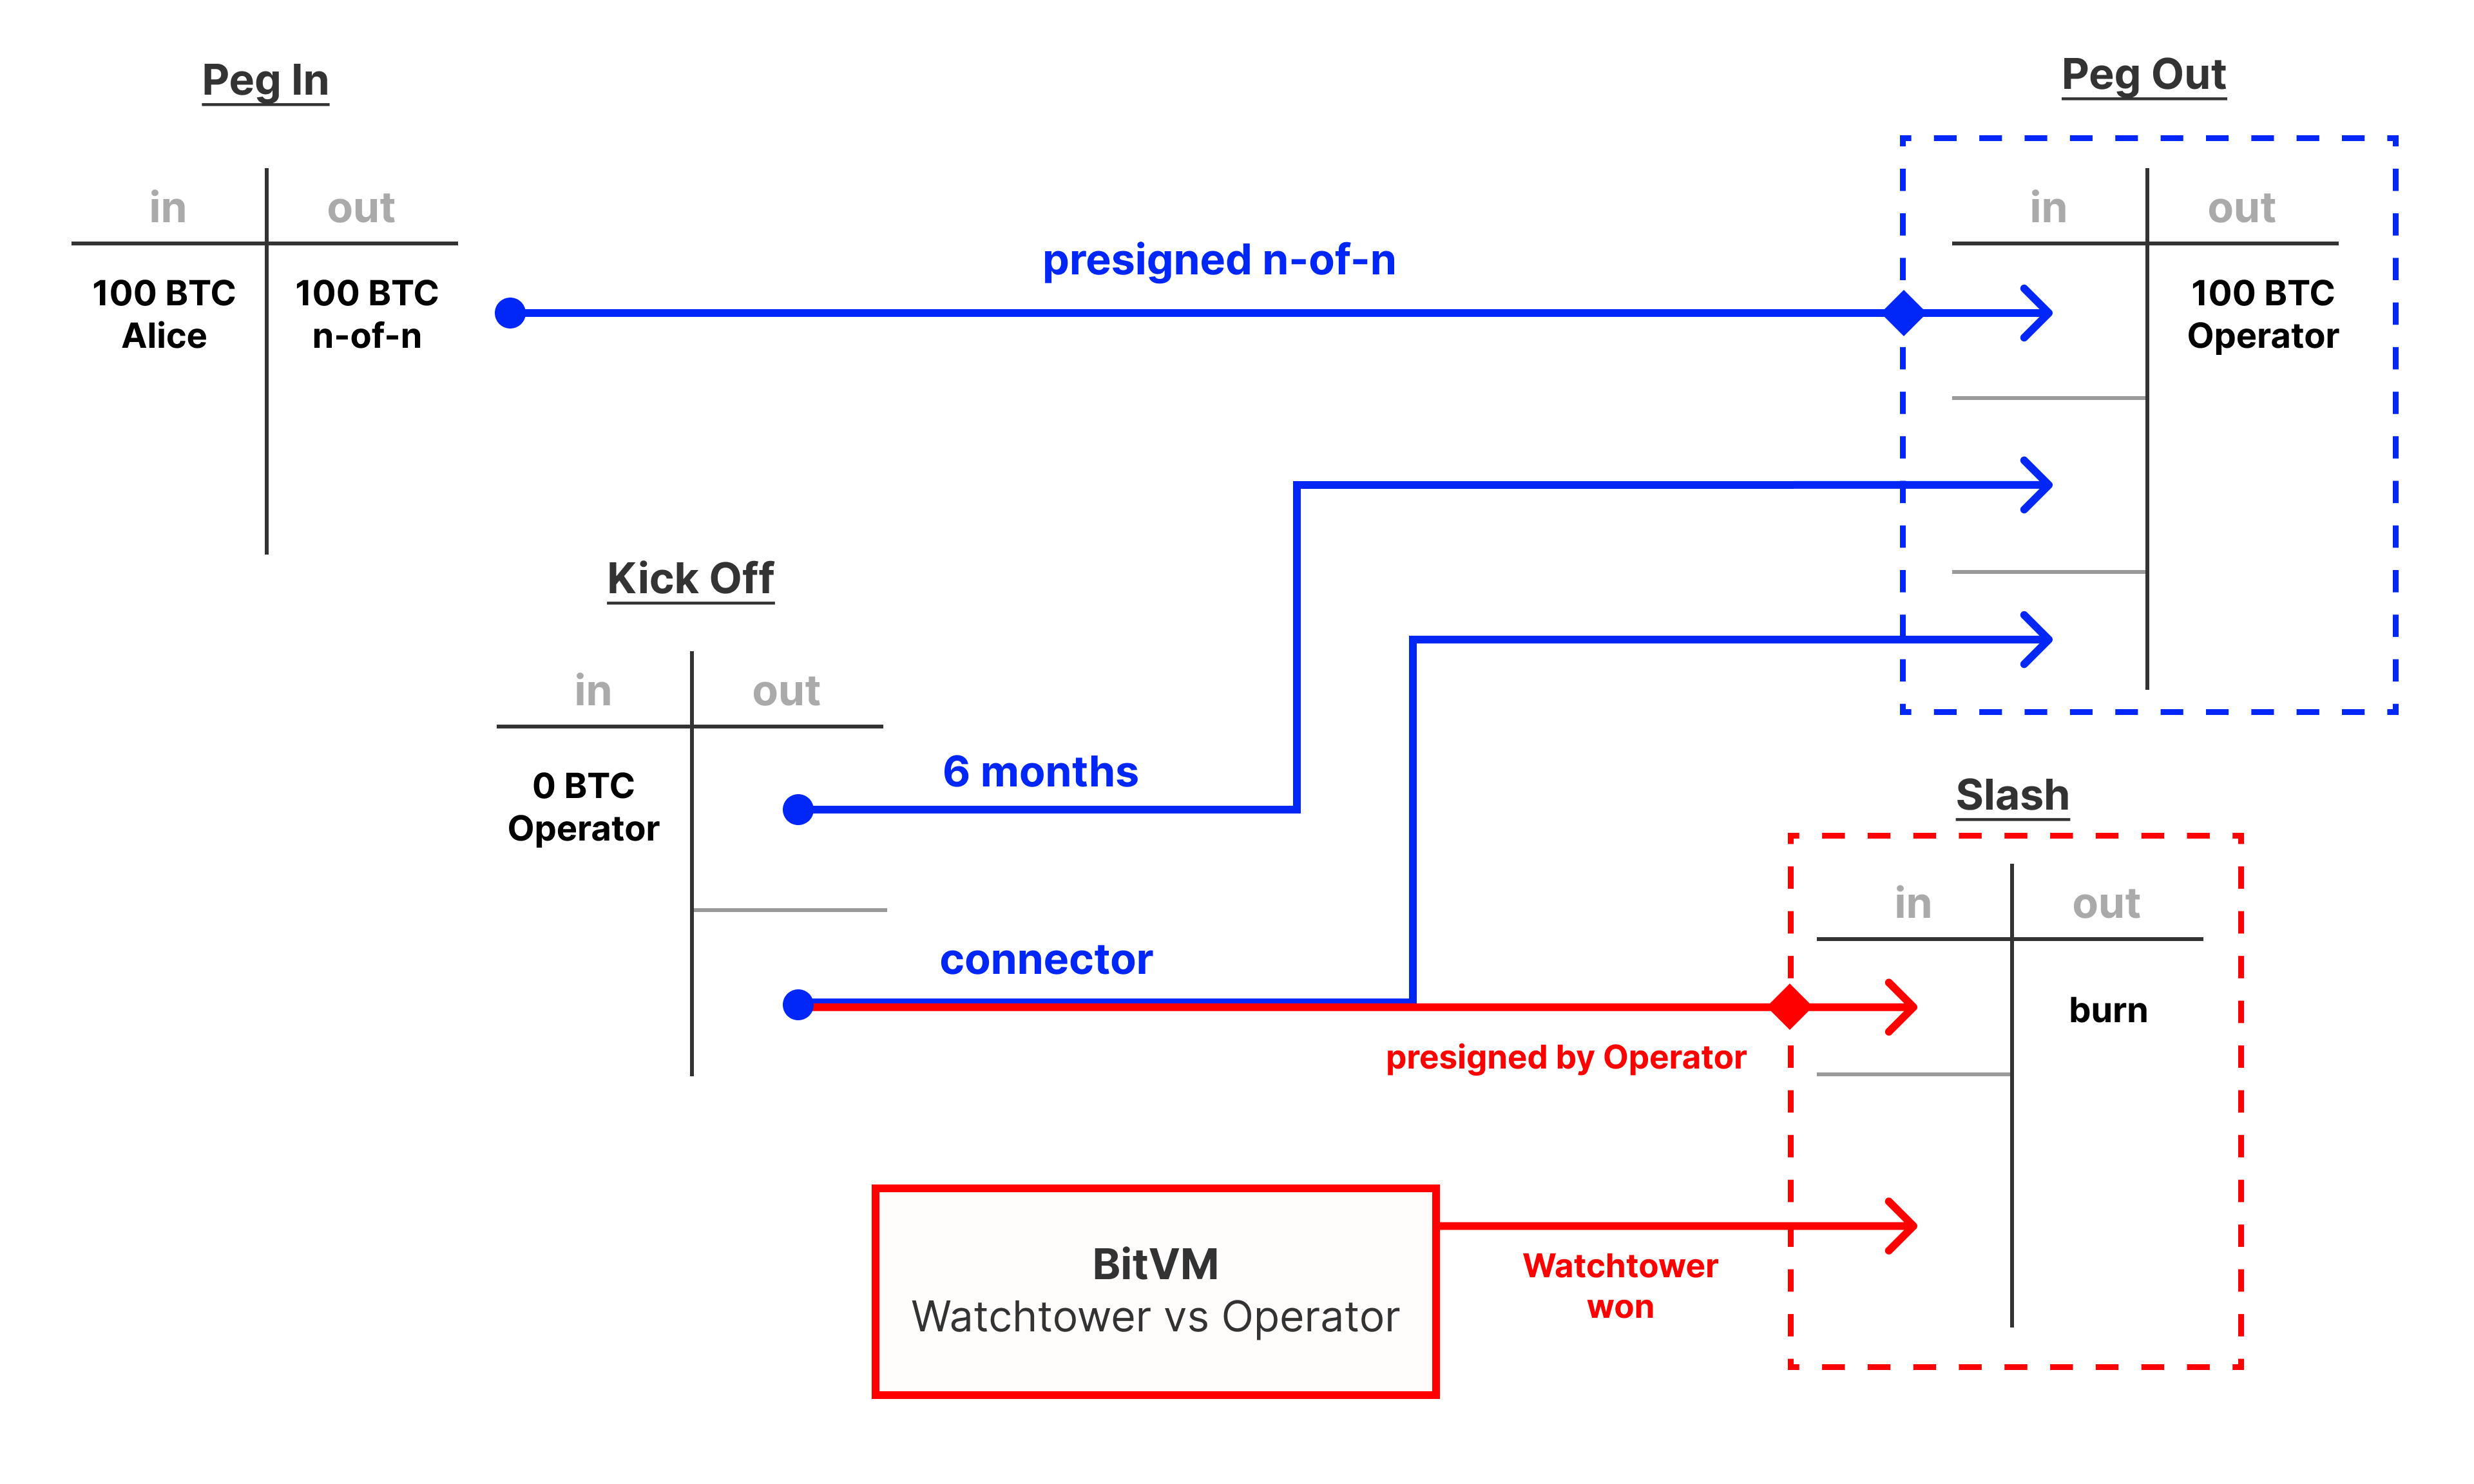 Peg In
in
out
100 BTC
Alice
100 BTC
n-of-n
presigned n-of-n
Peg Out
in
out
100 BTC
Operator
Kick Off
in
out
0 BTC
Operator
6 months
connector
Slash
in
out
burn
presigned by Operator
BitVM
Watchtower vs Operator
Watchtower
won